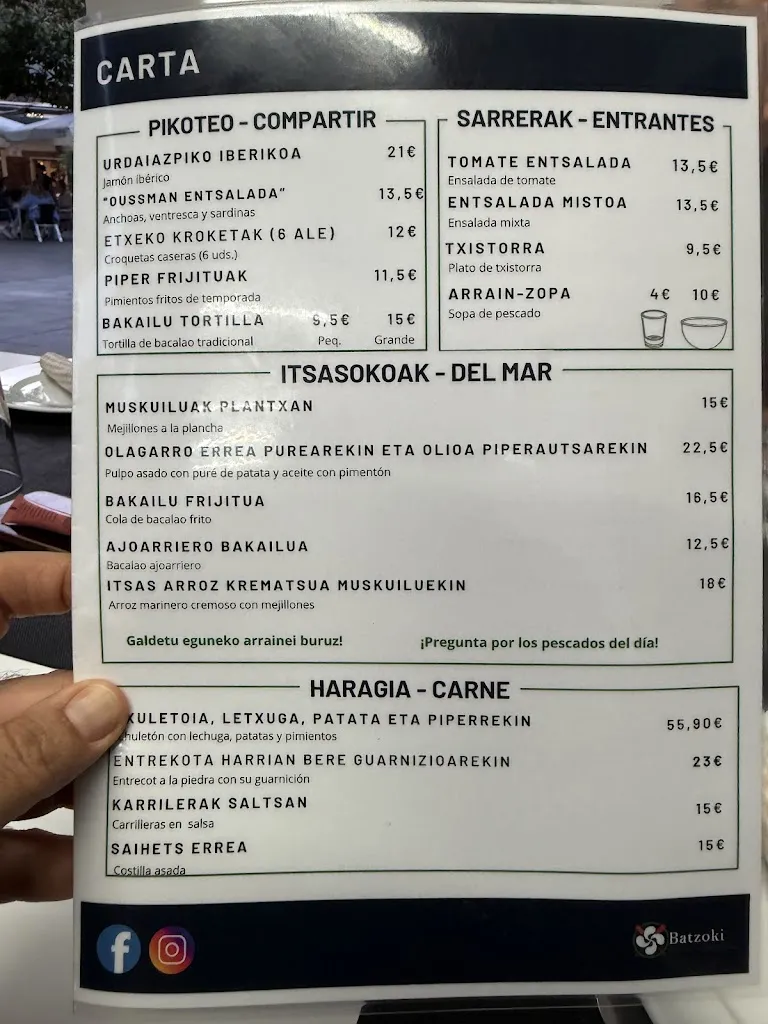 CARTA
PIKOTEO - COMPARTIR
URDAIAZPIKO IBERIKOA 21€
Jamón ibérico
"OUSSMAN ENTSALADA" 13,5€
Anchoas, ventresca y sardinas
ETXEKO KROKETAK (6 ALE) 12€
Croquetas caseras (6 uds.)
PIPER FRIJITUAK 11,5€
Pimientos fritos de temporada
BAKAILU TORTILLA 9,5€ 15€
Tortilla de bacalao tradicional Peq. Grande
SARRERAK - ENTRANTES
TOMATE ENTSALADA 13,5€
Ensalada de tomate
ENTSALADA MISTOA 13,5€
Ensalada mixta
TXISTORRA 9,5€
Plato de txistorra
ARRAIN-ZOPA 4€ 10€
Sopa de pescado
ITSASOKOAK - DEL MAR
MUSKUILUAK PLANTXAN 15€
Mejillones a la plancha
OLAGARRO ERREA PUREAREKIN ETA OLIOA PIPERAUTSAREKIN 22,5€
Pulpo asado con puré de patata y aceite con pimentón
BAKAILU FRIJITUA 16,5€
Cola de bacalao frito
AJOARRIERO BAKAILUA 12,5€
Bacalao ajoarriero
ITSAS ARROZ KREMATSUA MUSKUILUEKIN 18€
Arroz marinero cremoso con mejillones
Galdetu eguneko arrainei buruz! ¡Pregunta por los pescados del día!
HARAGIA - CARNE
XULETOIA, LETXUGA, PATATA ETA PIPERREKIN 55,90€
huletón con lechuga, patatas y pimientos
ENTREKOTA HARRIAN BERE GUARNIZIOAREKIN 23€
Entrecot a la piedra con su guarnición
KARRILERAK SALTSAN 15€
Carrilleras en salsa
SAIHETS ERREA 15€
Costilla asada
Batzoki